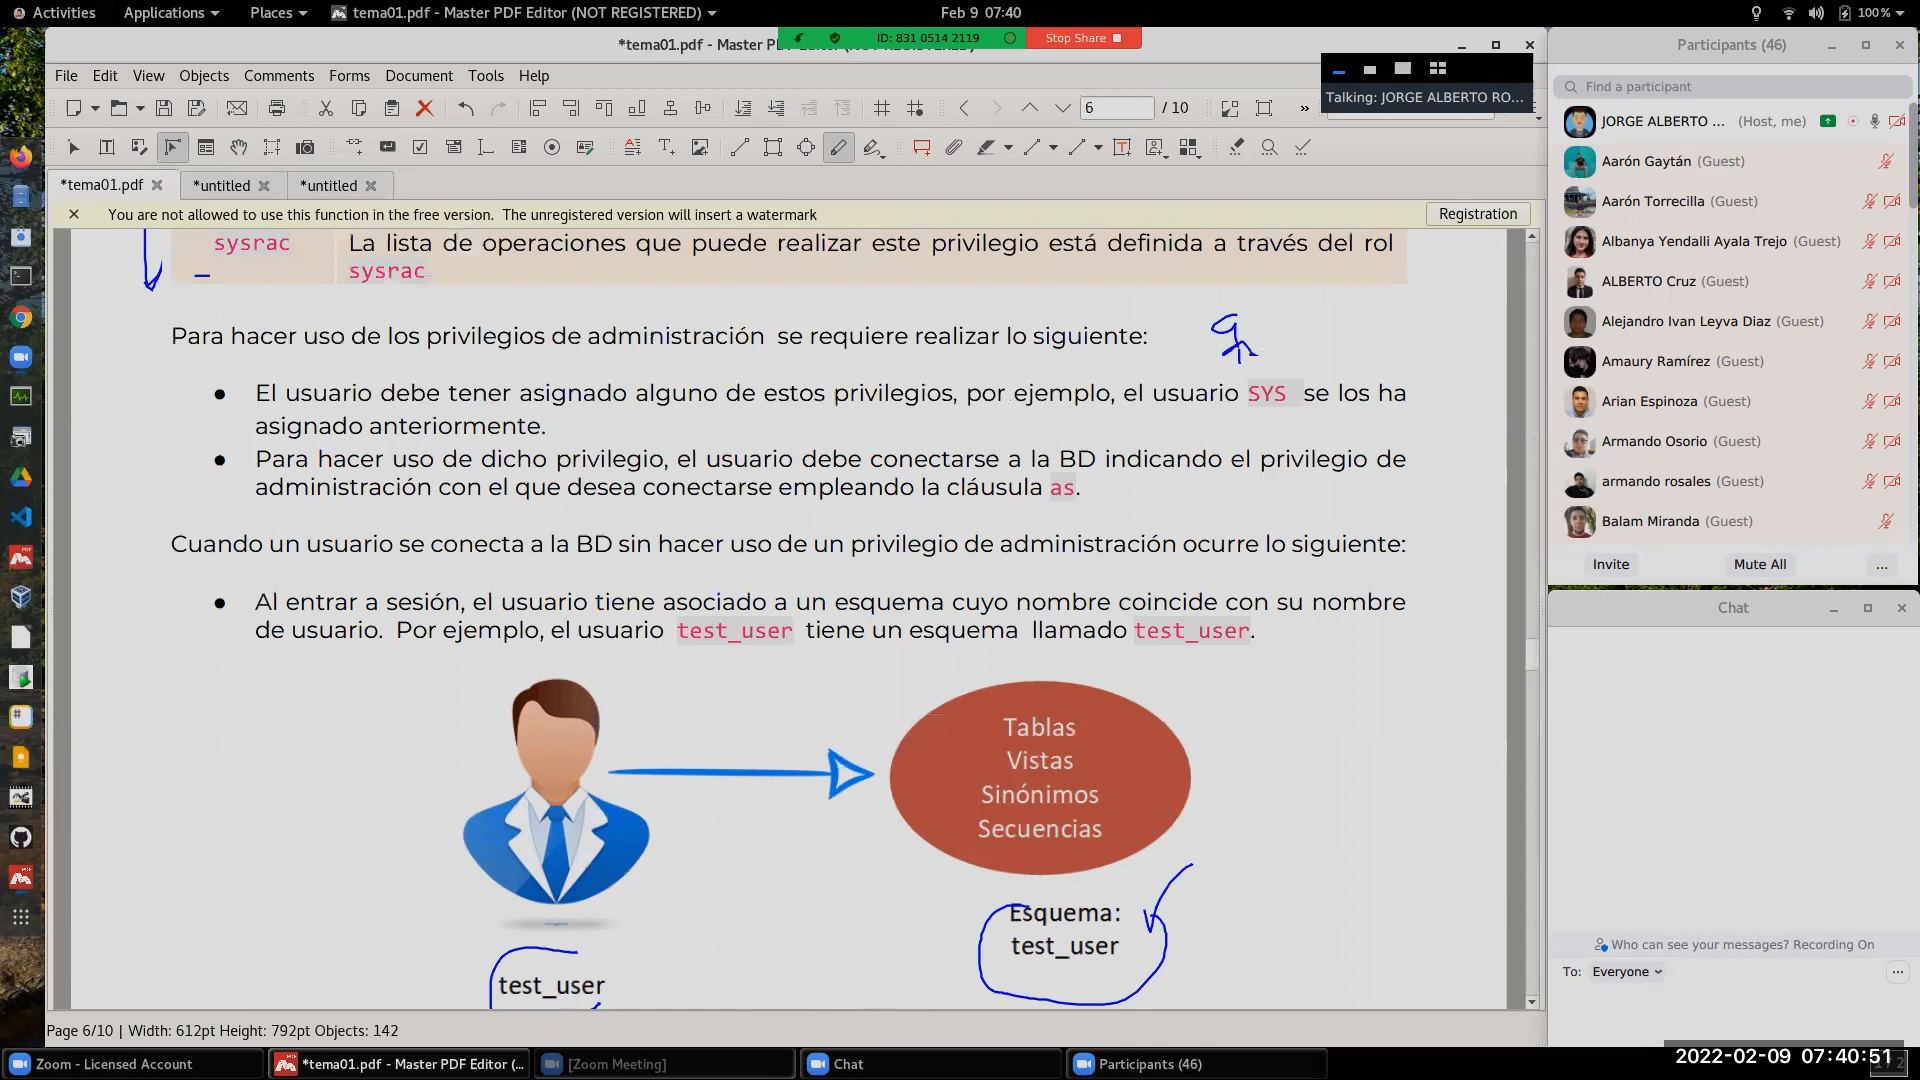 Activities
Applications
Places
tema01.pdf - Master PDF Editor (NOT REGISTERED)
Feb 9 07:40
100%
ID: 831 0514 2119
Stop Share
File Edit View Objects Comments Forms Document Tools Help
Talking: JORGE ALBERTO RO...
6 / 10
*tema01.pdf
*untitled
*untitled
You are not allowed to use this function in the free version. The unregistered version will insert a watermark
Registration
sysrac
La lista de operaciones que puede realizar este privilegio está definida a través del rol
sysrac
Para hacer uso de los privilegios de administración se requiere realizar lo siguiente:
● El usuario debe tener asignado alguno de estos privilegios, por ejemplo, el usuario SYS se los ha
asignado anteriormente.
● Para hacer uso de dicho privilegio, el usuario debe conectarse a la BD indicando el privilegio de
administración con el que desea conectarse empleando la cláusula as.
Cuando un usuario se conecta a la BD sin hacer uso de un privilegio de administración ocurre lo siguiente:
● Al entrar a sesión, el usuario tiene asociado a un esquema cuyo nombre coincide con su nombre
de usuario. Por ejemplo, el usuario test_user tiene un esquema llamado test_user.
Tablas
Vistas
Sinónimos
Secuencias
Esquema:
test_user
test_user
Page 6/10 | Width: 612pt Height: 792pt Objects: 142
Participants (46)
Find a participant
JORGE ALBERTO ... (Host, me)
Aarón Gaytán (Guest)
Aarón Torrecilla (Guest)
Albanya Yendalli Ayala Trejo (Guest)
ALBERTO Cruz (Guest)
Alejandro Ivan Leyva Diaz (Guest)
Amaury Ramírez (Guest)
Arian Espinoza (Guest)
Armando Osorio (Guest)
armando rosales (Guest)
Balam Miranda (Guest)
Invite
Mute All
...
Chat
Who can see your messages? Recording On
To: Everyone
Zoom - Licensed Account
*tema01.pdf - Master PDF Editor (...
[Zoom Meeting]
Chat
Participants (46)
2022-02-09 07:40:51